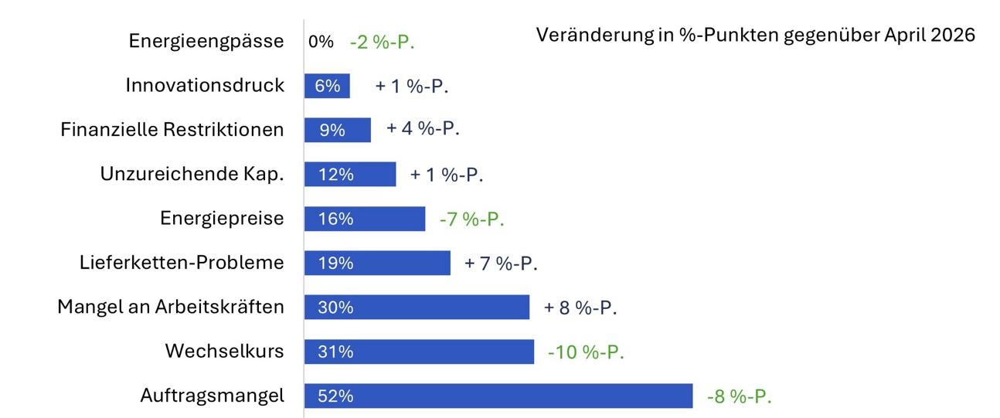 Veränderung in %-Punkten gegenüber April 2026
Energieengpässe 0% -2 %-P.
Innovationsdruck 6% + 1 %-P.
Finanzielle Restriktionen 9% + 4 %-P.
Unzureichende Kap. 12% + 1 %-P.
Energiepreise 16% -7 %-P.
Lieferketten-Probleme 19% + 7 %-P.
Mangel an Arbeitskräften 30% + 8 %-P.
Wechselkurs 31% -10 %-P.
Auftragsmangel 52% -8 %-P.